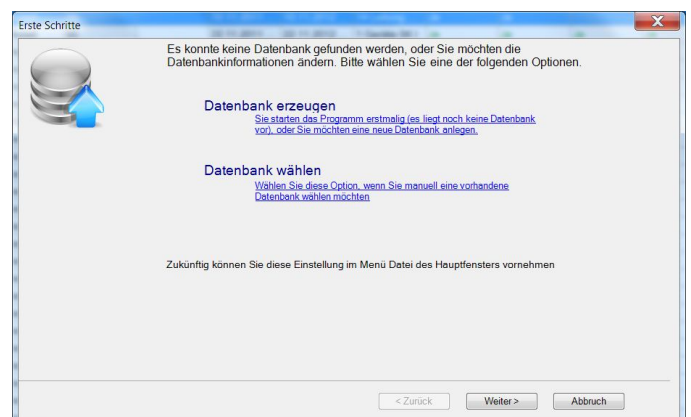 Erste Schritte
Es konnte keine Datenbank gefunden werden, oder Sie möchten die
Datenbankinformationen ändern. Bitte wählen Sie eine der folgenden Optionen.
Datenbank erzeugen
Sie starten das Programm erstmalig (es liegt noch keine Datenbank
vor), oder Sie möchten eine neue Datenbank anlegen.
Datenbank wählen
Wählen Sie diese Option, wenn Sie manuell eine vorhandene
Datenbank wählen möchten
Zukünftig können Sie diese Einstellung im Menü Datei des Hauptfensters vornehmen
< Zurück
Weiter >
Abbruch